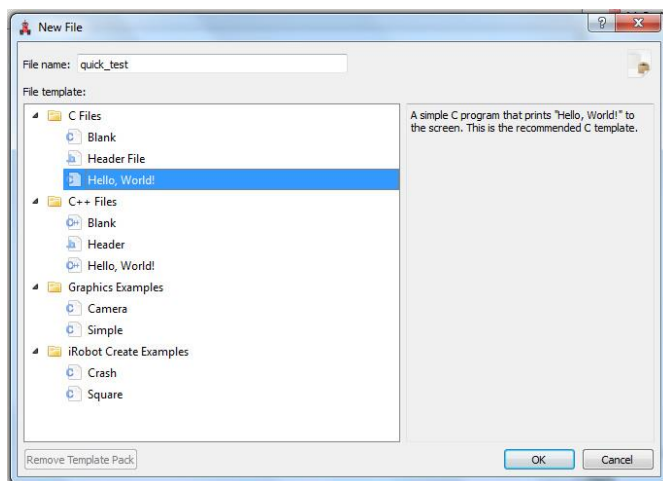 New File
File name: quick_test
File template:
C Files
Blank
Header File
Hello, World!
C++ Files
Blank
Header
Hello, World!
Graphics Examples
Camera
Simple
iRobot Create Examples
Crash
Square
A simple C program that prints "Hello, World!" to
the screen. This is the recommended C template.
Remove Template Pack
OK
Cancel